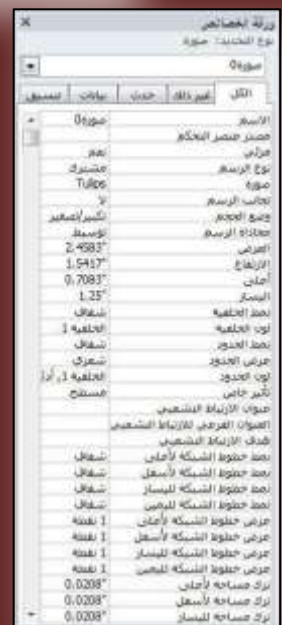 ورقة الخصائص
نوع التحديد: صورة
صورة0
الكل غير ذلك حدث بيانات تنسيق
الاسم صورة0
مصدر عنصر التحكم
مرئي نعم
نوع الرسم مشترك
صورة Tulips
تجانب الرسم لا
وضع الحجم تكبير/تصغير
محاذاة الرسم توسيط
العرض 2.4583"
الارتفاع 1.5417"
أعلى 0.7083"
اليسار 1.25"
نمط الخلفية شفاف
لون الخلفية الخلفية 1
نمط الحدود شفاف
عرض الحدود شعري
لون الحدود الخلفية 1, أدا
تأثير خاص مسطح
عنوان الارتباط التشعبي
العنوان الفرعي للارتباط التشعبي
هدف الارتباط التشعبي
نمط خطوط الشبكة لأعلى شفاف
نمط خطوط الشبكة لأسفل شفاف
نمط خطوط الشبكة لليسار شفاف
نمط خطوط الشبكة لليمين شفاف
عرض خطوط الشبكة لأعلى 1 نقطة
عرض خطوط الشبكة لأسفل 1 نقطة
عرض خطوط الشبكة لليسار 1 نقطة
عرض خطوط الشبكة لليمين 1 نقطة
ترك مساحة لأعلى 0.0208"
ترك مساحة لأسفل 0.0208"
ترك مساحة لليسار 0.0208"